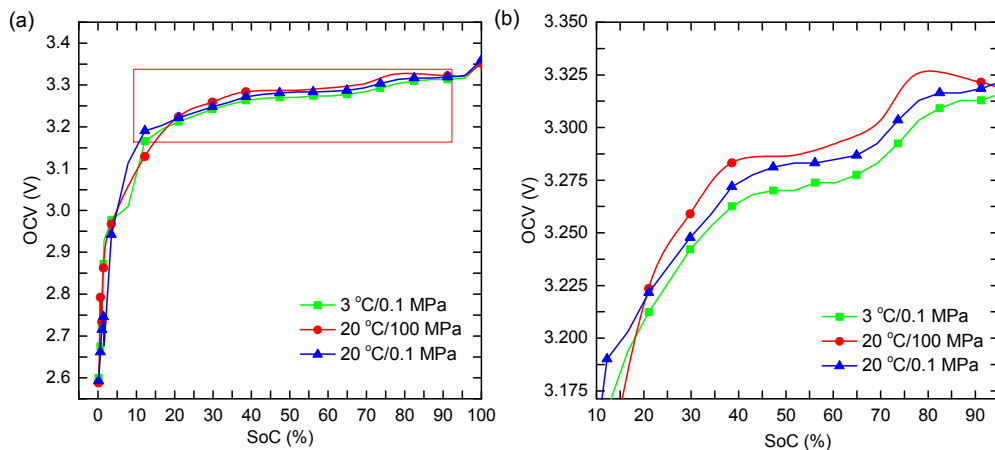 (a)
OCV (V)
3.4
3.3
3.2
3.1
3.0
2.9
2.8
2.7
2.6
0 10 20 30 40 50 60 70 80 90 100
SoC (%)
3 °C/0.1 MPa
20 °C/100 MPa
20 °C/0.1 MPa
(b)
OCV (V)
3.350
3.325
3.300
3.275
3.250
3.225
3.200
3.175
10 20 30 40 50 60 70 80 90
SoC (%)
3 °C/0.1 MPa
20 °C/100 MPa
20 °C/0.1 MPa